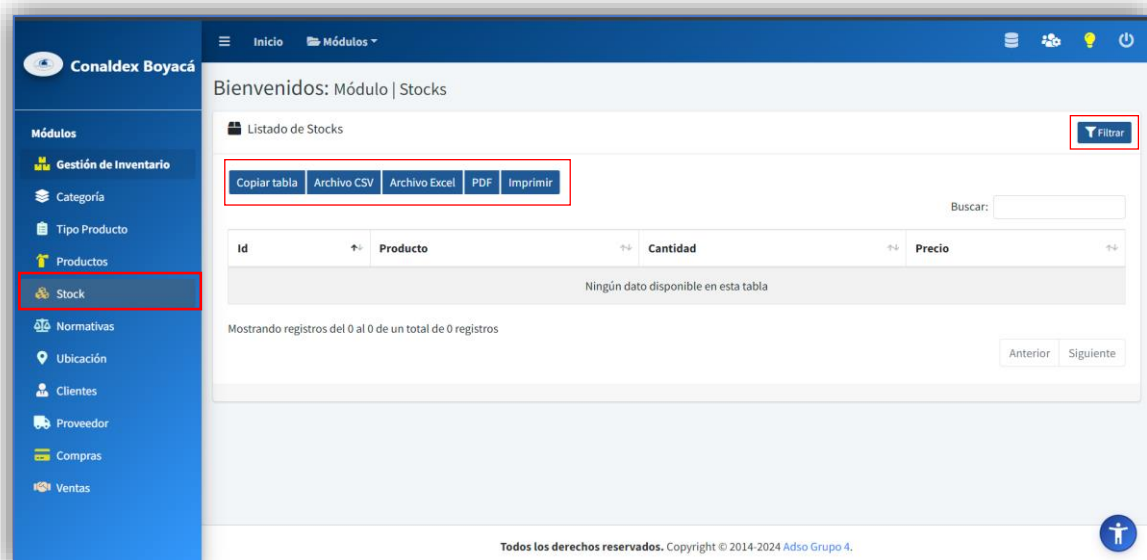 Conaldex Boyacá
Inicio Módulos
Bienvenidos: Módulo | Stocks
Módulos
Gestión de Inventario
Categoría
Tipo Producto
Productos
Stock
Normativas
Ubicación
Clientes
Proveedor
Compras
Ventas
Listado de Stocks
Filtrar
Copiar tabla Archivo CSV Archivo Excel PDF Imprimir
Buscar:
Id Producto Cantidad Precio
Ningún dato disponible en esta tabla
Mostrando registros del 0 al 0 de un total de 0 registros
Anterior Siguiente
Todos los derechos reservados. Copyright © 2014-2024 Adso Grupo 4.